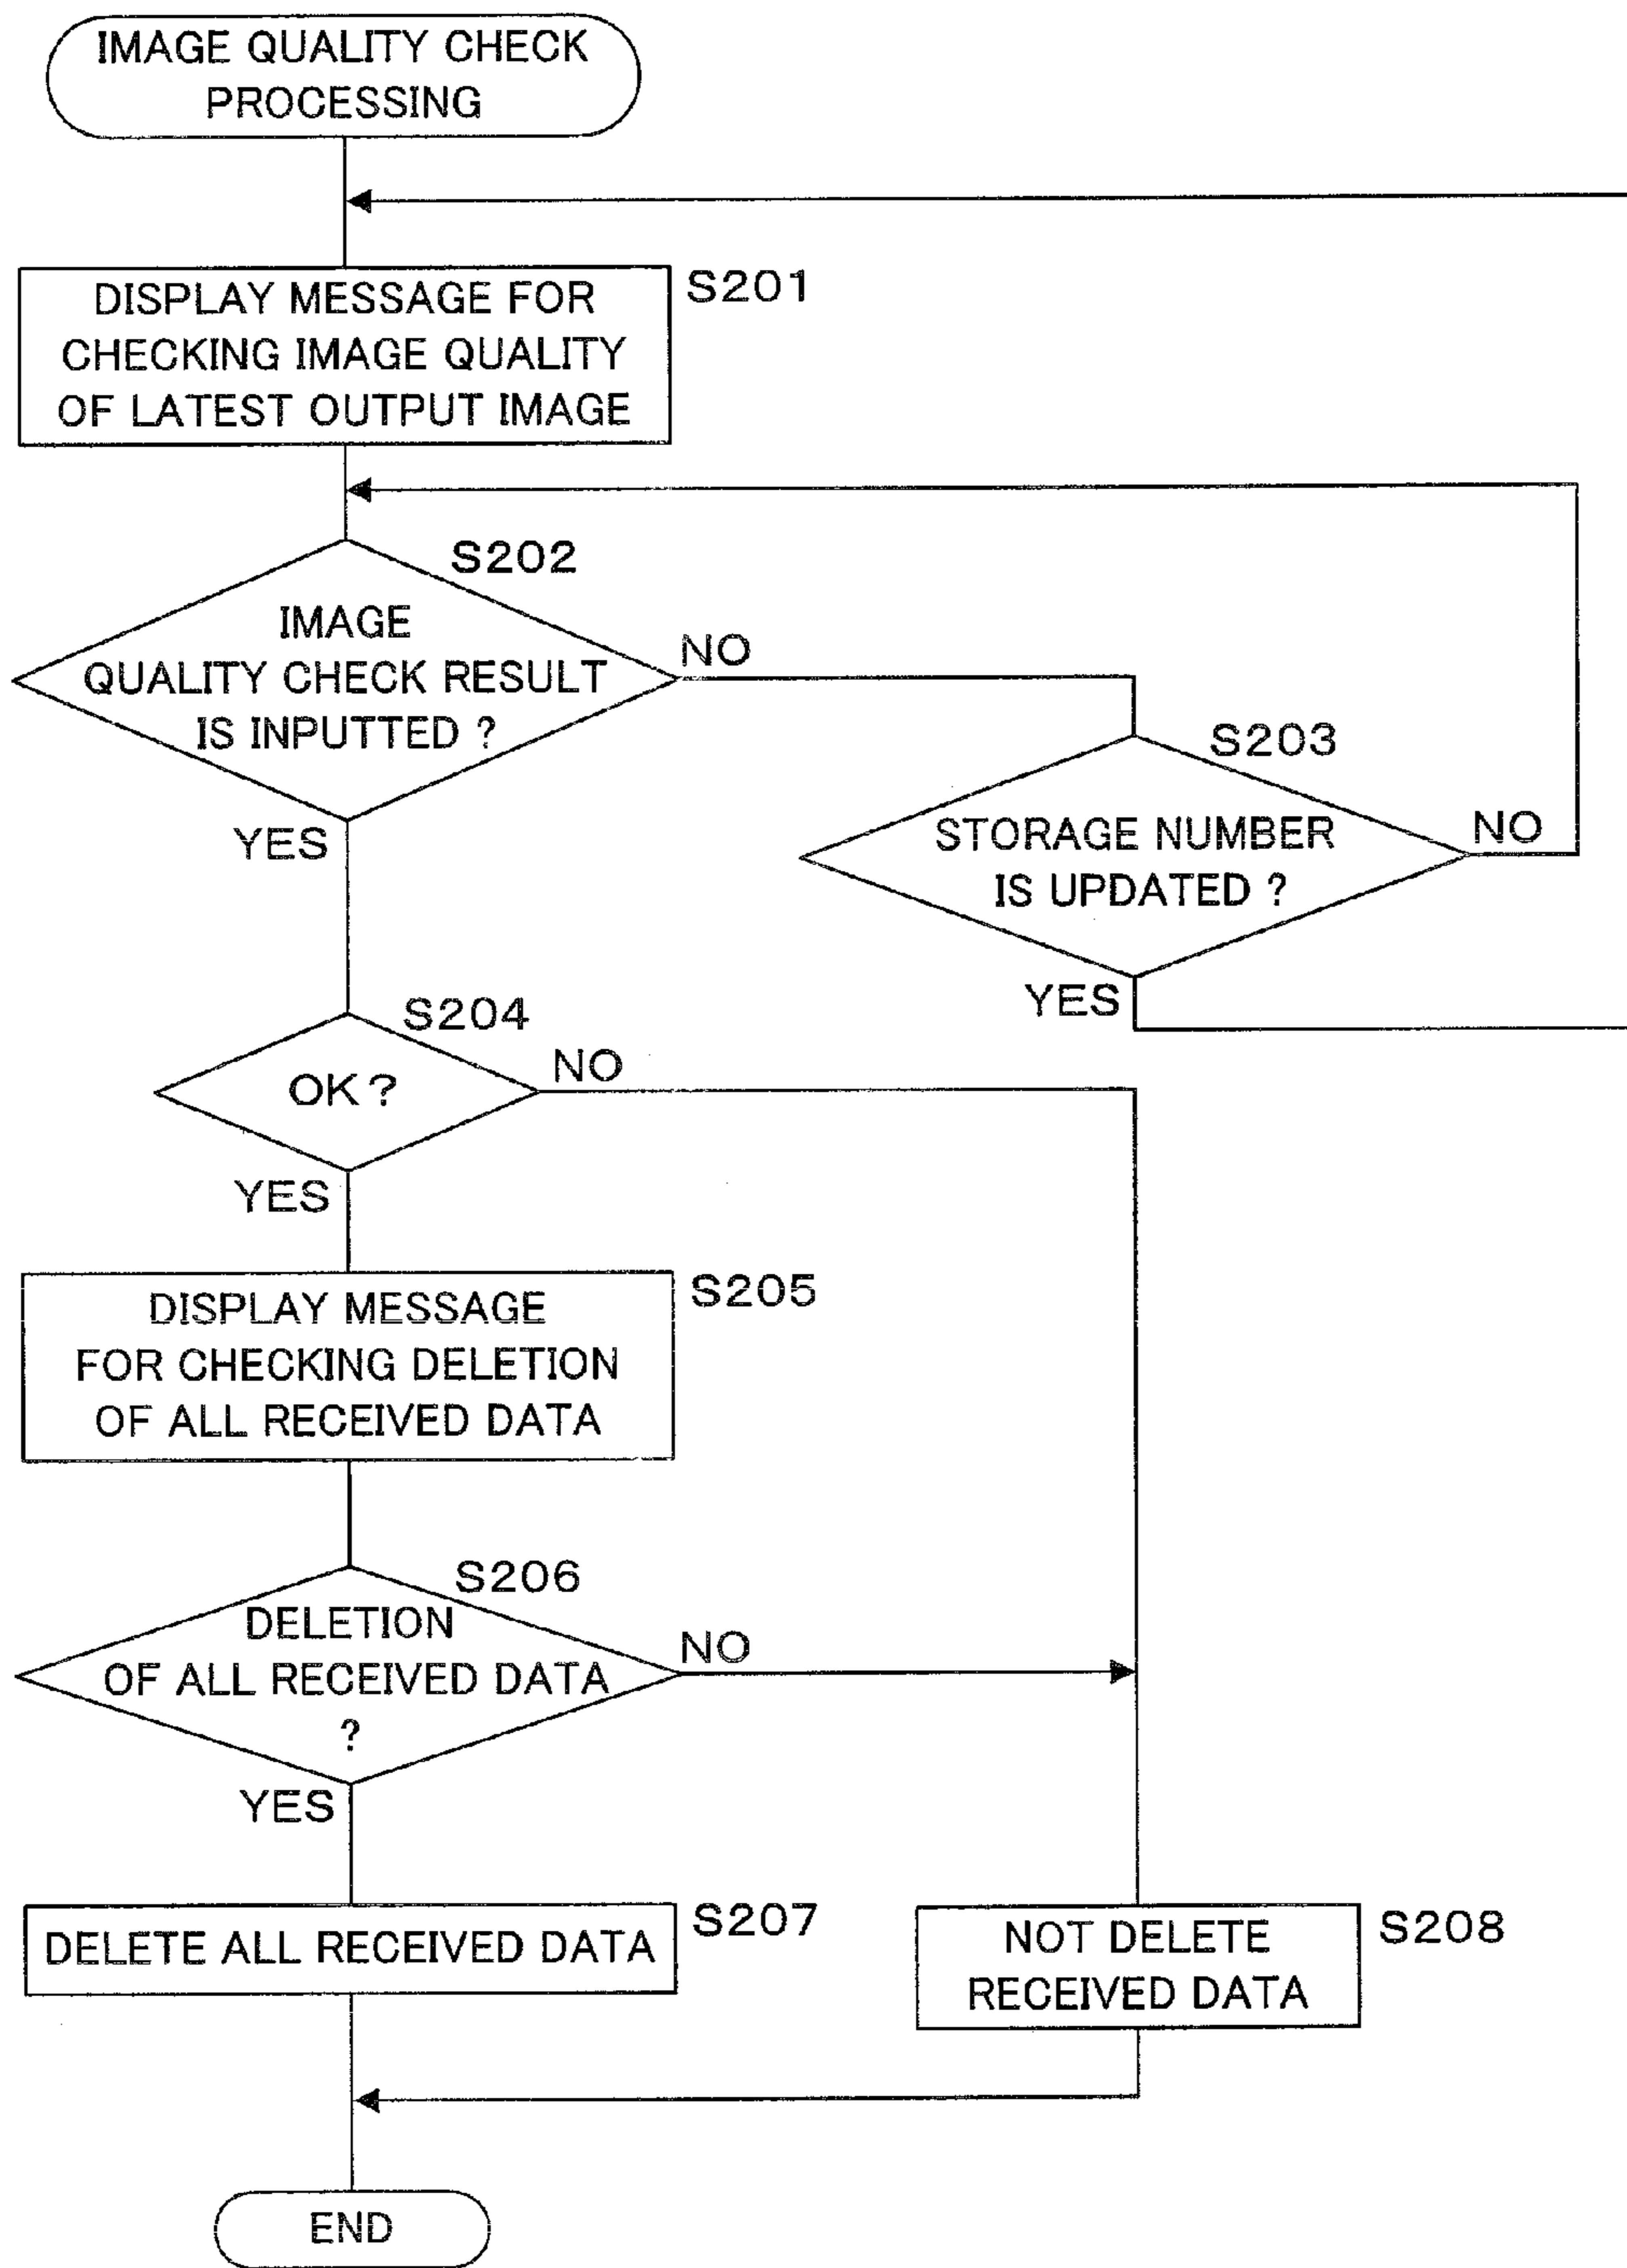 IMAGE QUALITY CHECK
PROCESSING
DISPLAY MESSAGE FOR
CHECKING IMAGE QUALITY
OF LATEST OUTPUT IMAGE
S201
S202
IMAGE
QUALITY CHECK RESULT
IS INPUTTED ?
NO
YES
S203
STORAGE NUMBER
IS UPDATED ?
NO
YES
S204
OK ?
NO
YES
S205
DISPLAY MESSAGE
FOR CHECKING DELETION
OF ALL RECEIVED DATA
S206
DELETION
OF ALL RECEIVED DATA
?
NO
YES
S207
DELETE ALL RECEIVED DATA
S208
NOT DELETE
RECEIVED DATA
END